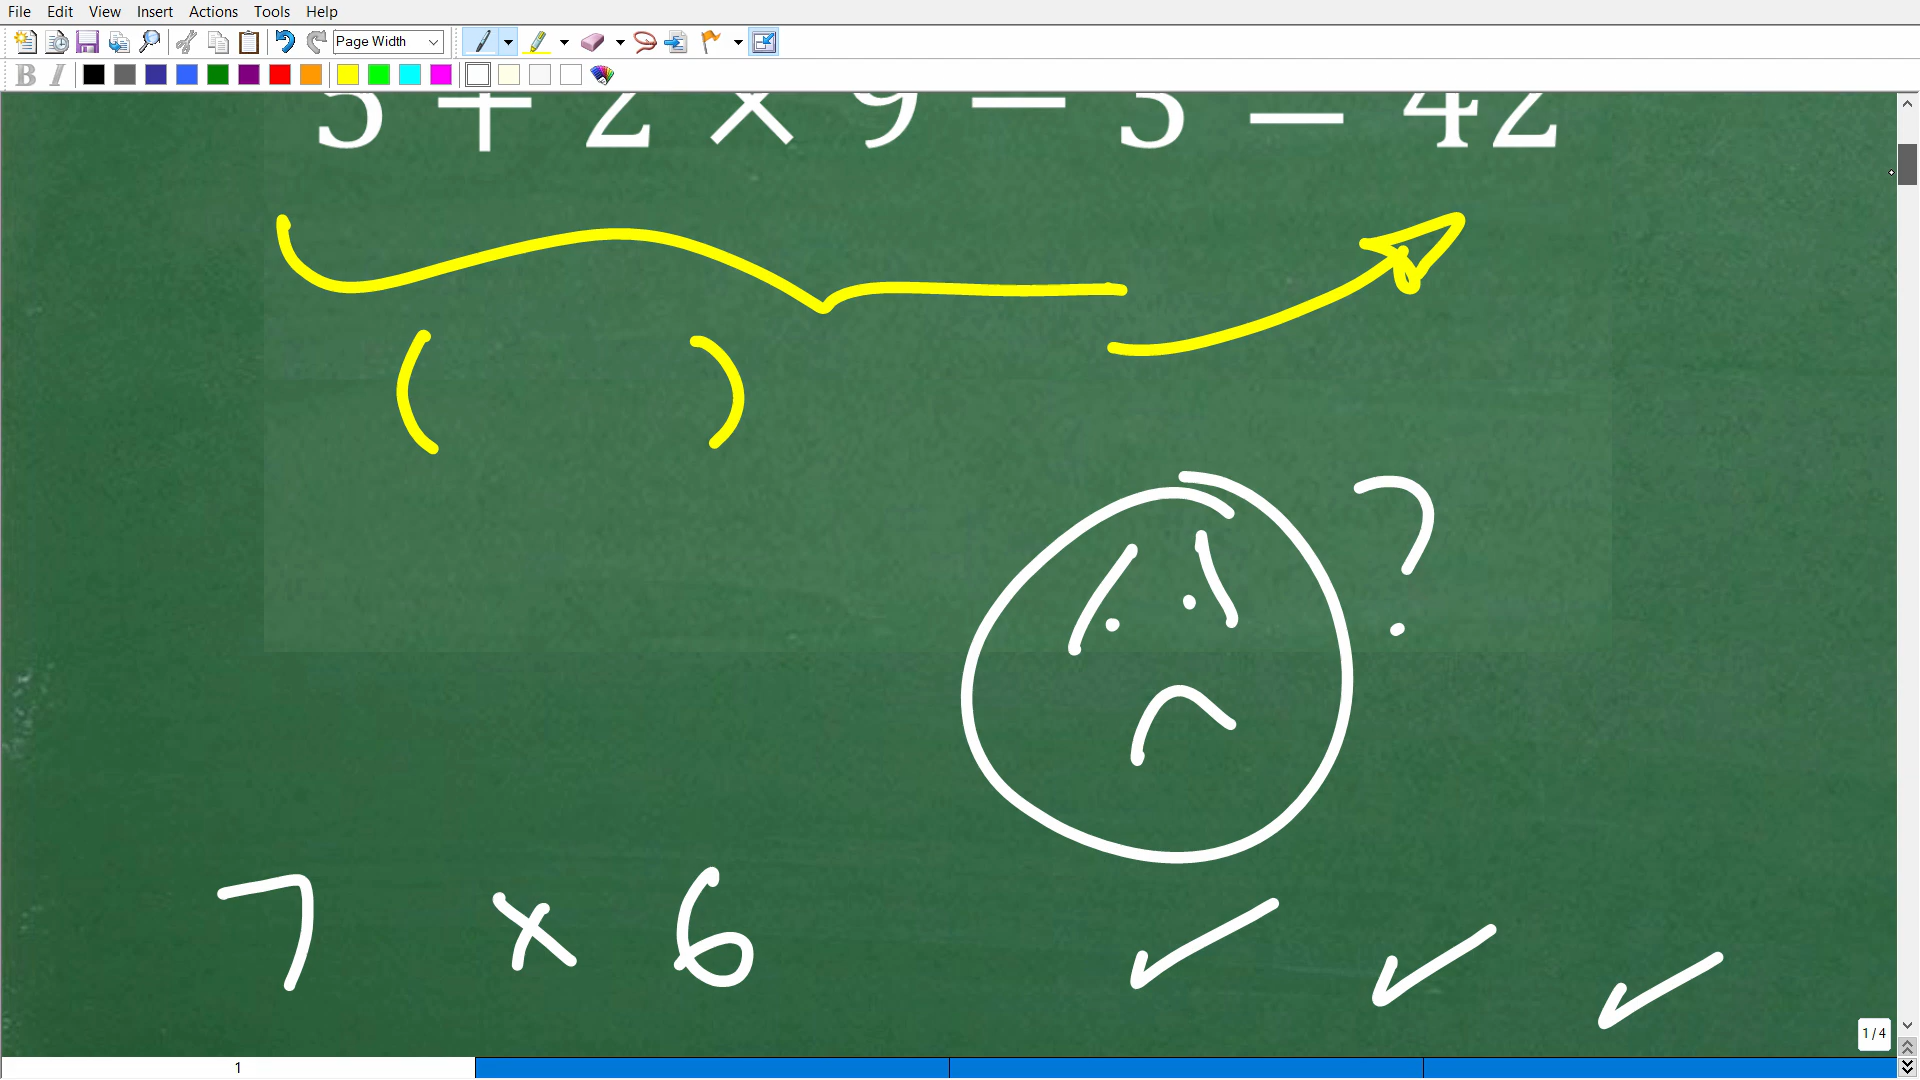 File Edit View Insert Actions Tools Help
Page Width
B I
5 + 2 × 9 − 3 = 42
( )
?
7 × 6
1 / 4
1